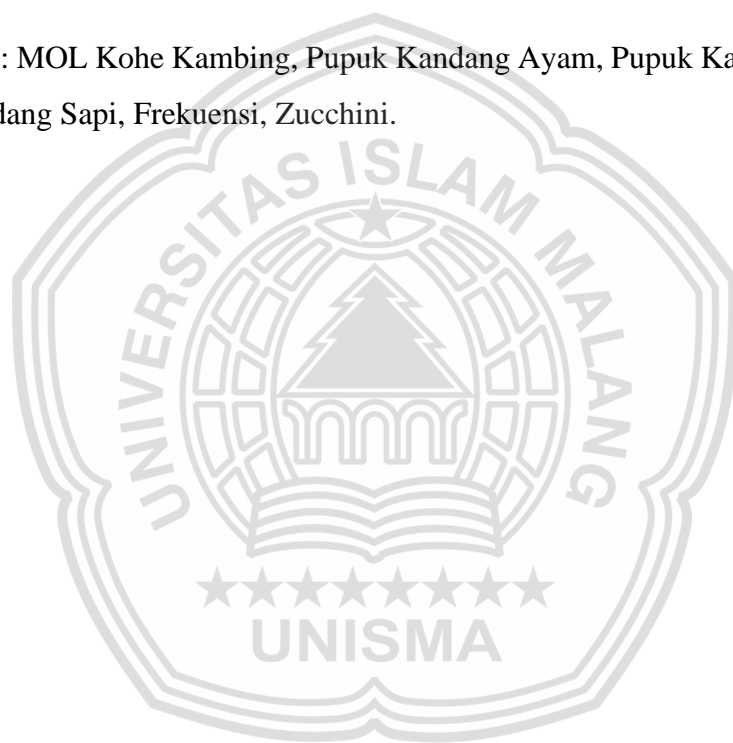 : MOL Kohe Kambing, Pupuk Kandang Ayam, Pupuk Ka
dang Sapi, Frekuensi, Zucchini.
UNIVERSITAS ISLAM MALANG
UNISMA